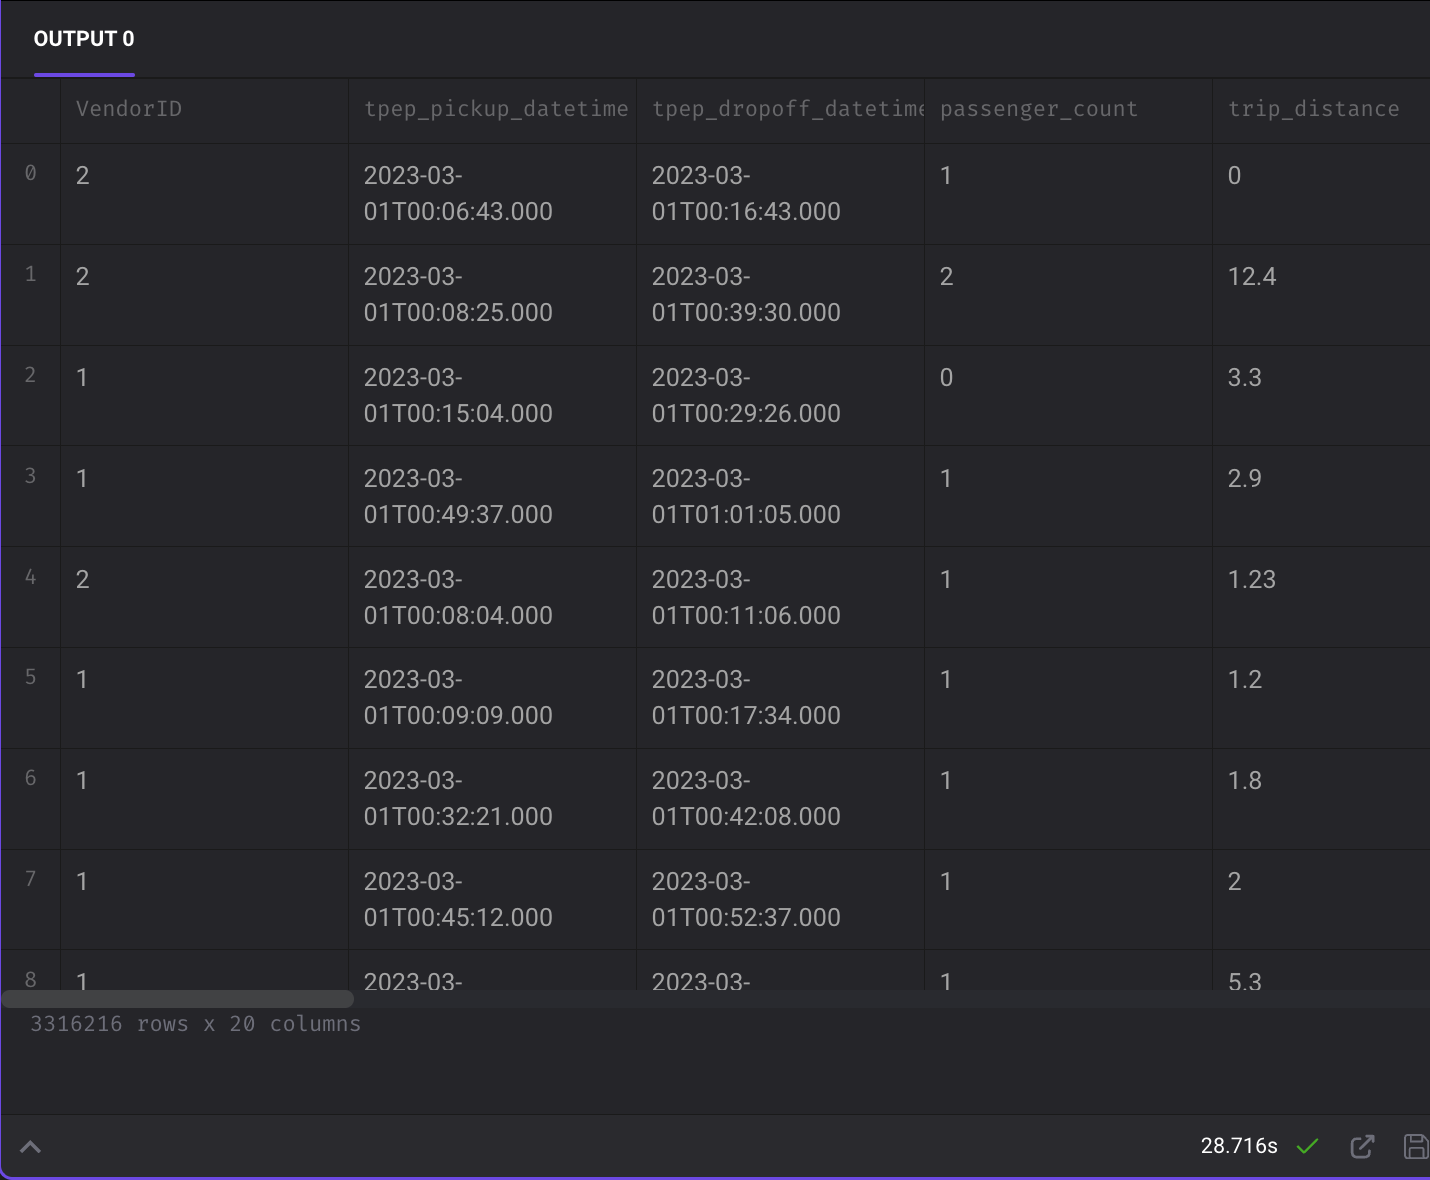 OUTPUT 0
VendorID tpep_pickup_datetime tpep_dropoff_datetime passenger_count trip_distance
0 2 2023-03-01T00:06:43.000 2023-03-01T00:16:43.000 1 0
1 2 2023-03-01T00:08:25.000 2023-03-01T00:39:30.000 2 12.4
2 1 2023-03-01T00:15:04.000 2023-03-01T00:29:26.000 0 3.3
3 1 2023-03-01T00:49:37.000 2023-03-01T01:01:05.000 1 2.9
4 2 2023-03-01T00:08:04.000 2023-03-01T00:11:06.000 1 1.23
5 1 2023-03-01T00:09:09.000 2023-03-01T00:17:34.000 1 1.2
6 1 2023-03-01T00:32:21.000 2023-03-01T00:42:08.000 1 1.8
7 1 2023-03-01T00:45:12.000 2023-03-01T00:52:37.000 1 2
8 1 2023-03- 2023-03- 1 5.3
3316216 rows x 20 columns
28.716s